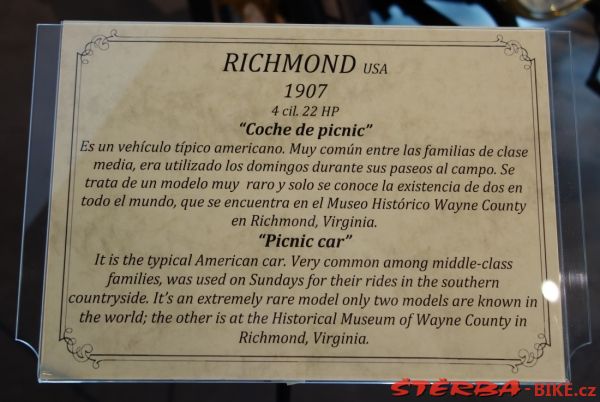 RICHMOND USA
1907
4 cil. 22 HP
“Coche de picnic”
Es un vehículo típico americano. Muy común entre las familias de clase
media, era utilizado los domingos durante sus paseos al campo. Se
trata de un modelo muy raro y solo se conoce la existencia de dos en
todo el mundo, que se encuentra en el Museo Histórico Wayne County
en Richmond, Virginia.
“Picnic car”
It is the typical American car. Very common among middle-class
families, was used on Sundays for their rides in the southern
countryside. It’s an extremely rare model only two models are known in
the world; the other is at the Historical Museum of Wayne County in
Richmond, Virginia.
ŠTĚRBA-BIKE.cz